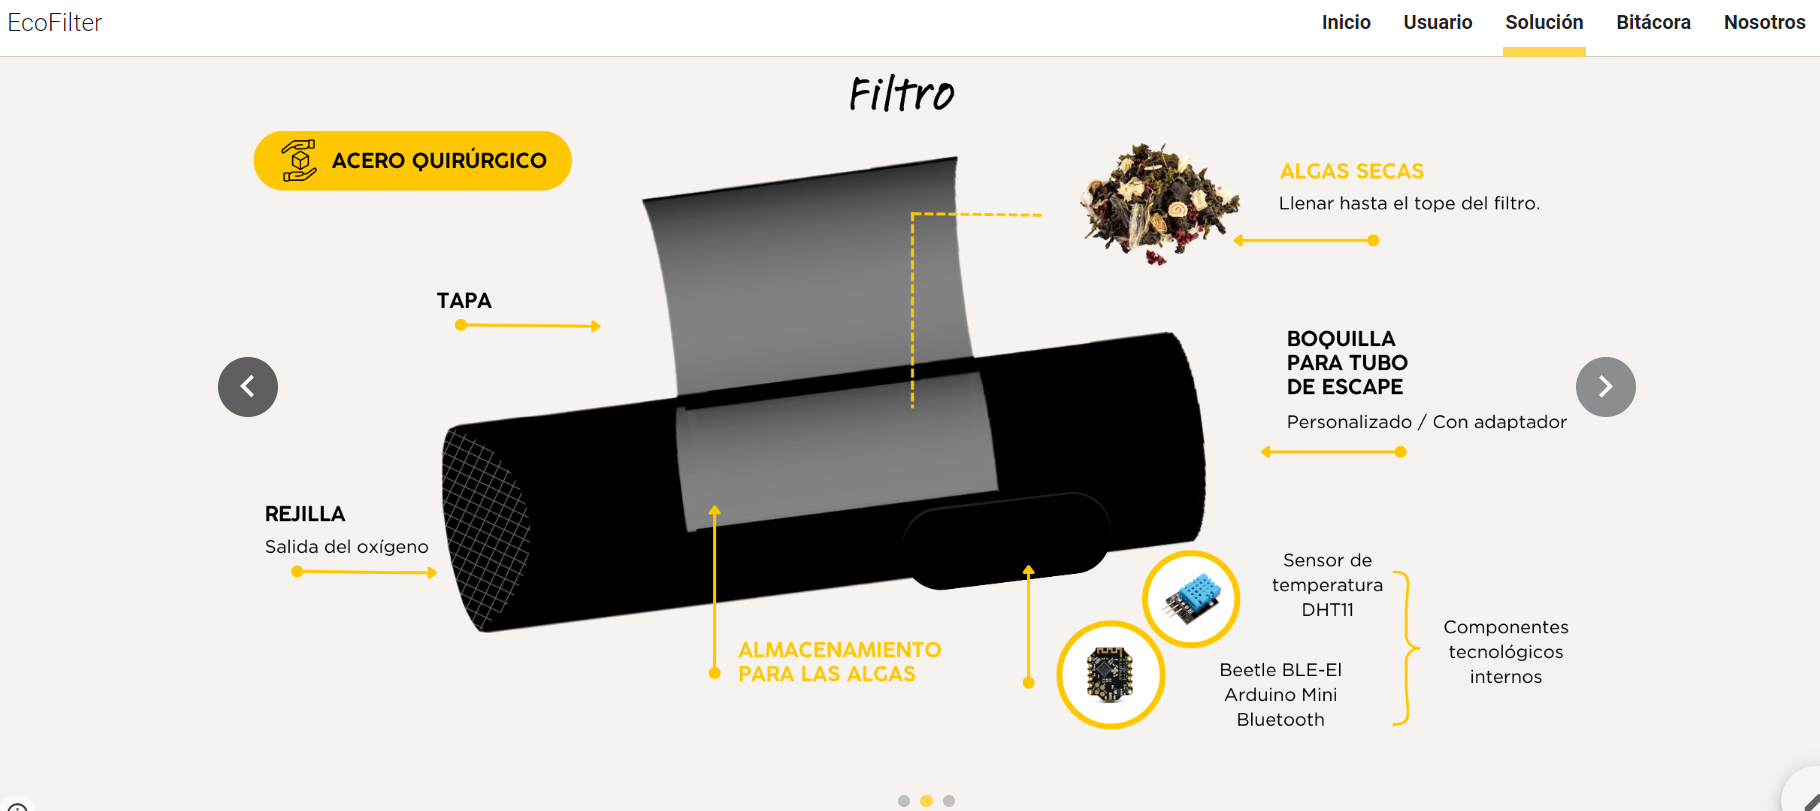 EcoFilter
Inicio Usuario Solución Bitácora Nosotros
Filtro
ACERO QUIRÚRGICO
ALGAS SECAS
Llenar hasta el tope del filtro.
TAPA
BOQUILLA
PARA TUBO
DE ESCAPE
Personalizado / Con adaptador
REJILLA
Salida del oxígeno
ALMACENAMIENTO
PARA LAS ALGAS
Sensor de
temperatura
DHT11
Beetle BLE-El
Arduino Mini
Bluetooth
Componentes
tecnológicos
internos